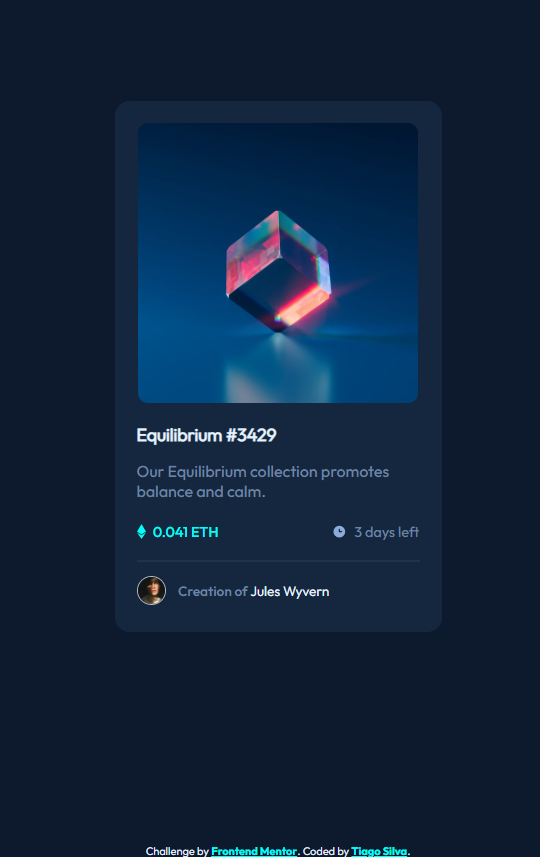 Equilibrium #3429
Our Equilibrium collection promotes
balance and calm.
0.041 ETH 3 days left
Creation of Jules Wyvern
Challenge by Frontend Mentor. Coded by Tiago Silva.